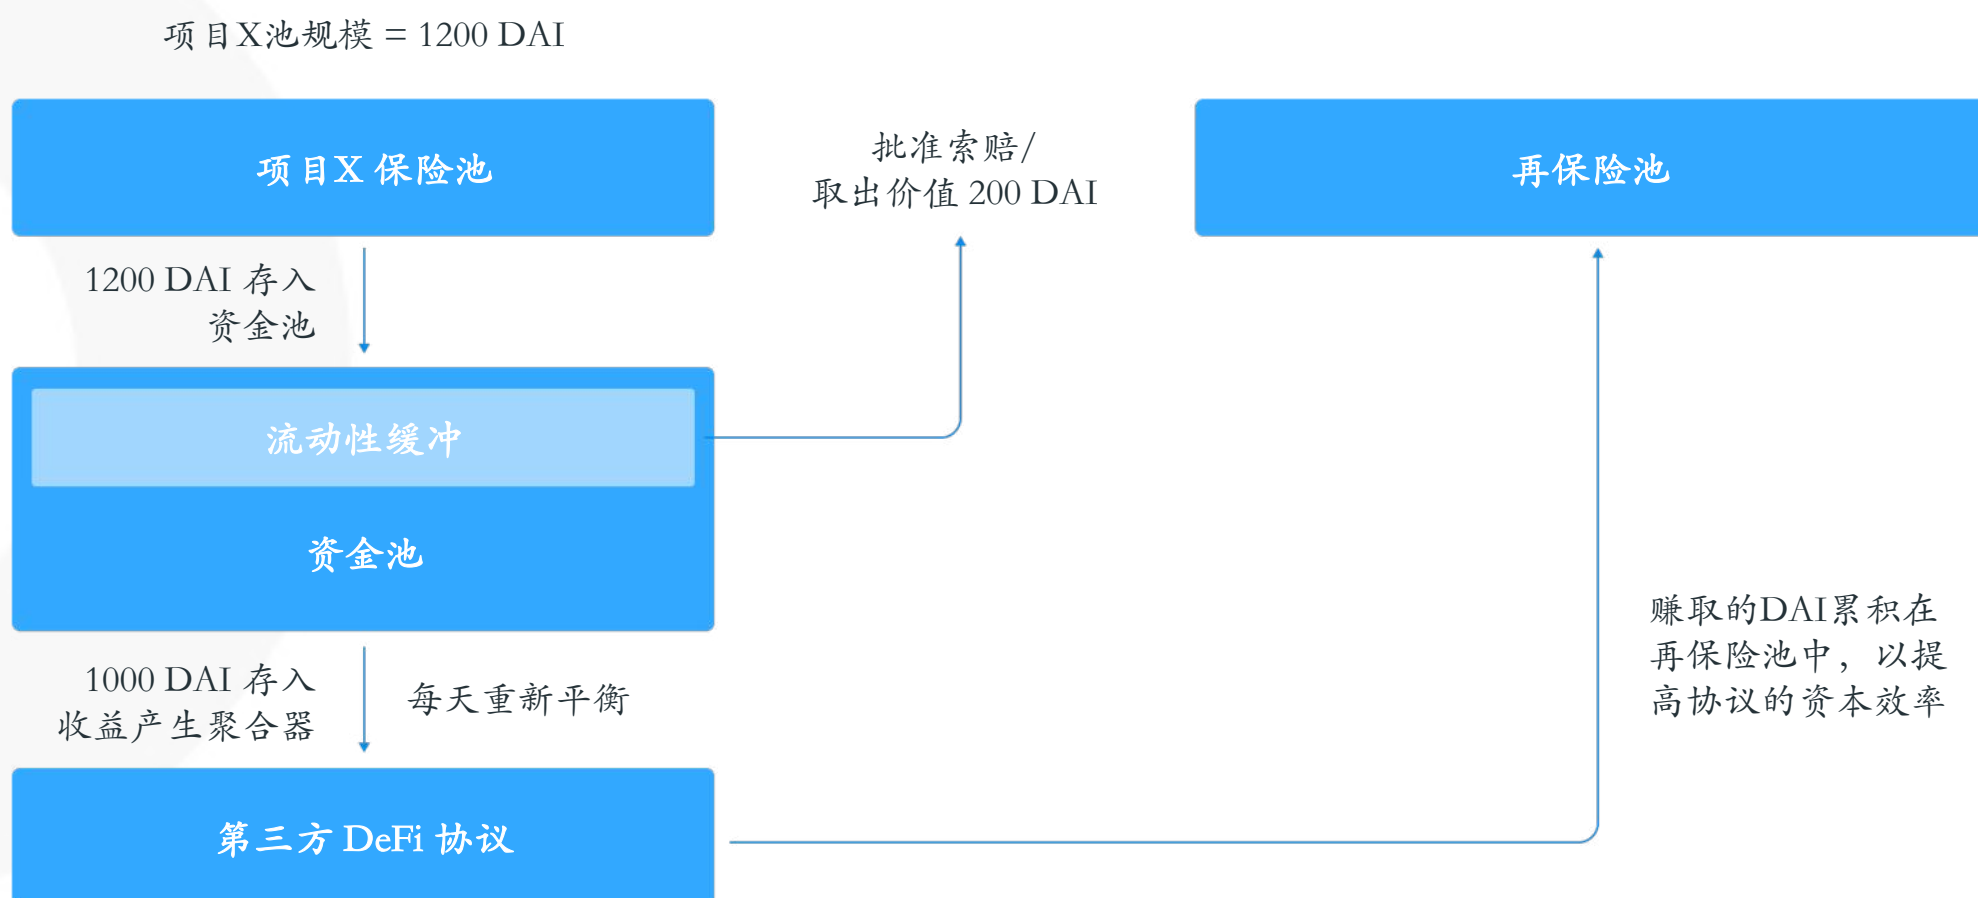 项目X池规模 = 1200 DAI
项目X 保险池
批准索赔/
取出价值 200 DAI
再保险池
1200 DAI 存入
资金池
流动性缓冲
资金池
1000 DAI 存入
收益产生聚合器
每天重新平衡
赚取的DAI累积在
再保险池中，以提
高协议的资本效率
第三方 DeFi 协议